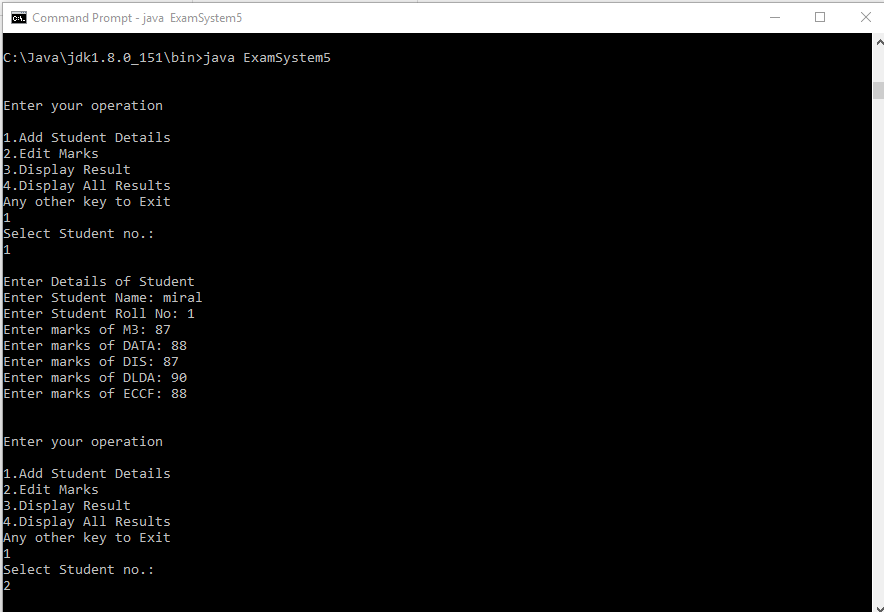 Command Prompt - java ExamSystem5
C:\Java\jdk1.8.0_151\bin>java ExamSystem5
Enter your operation
1.Add Student Details
2.Edit Marks
3.Display Result
4.Display All Results
Any other key to Exit
1
Select Student no.:
1
Enter Details of Student
Enter Student Name: miral
Enter Student Roll No: 1
Enter marks of M3: 87
Enter marks of DATA: 88
Enter marks of DIS: 87
Enter marks of DLDA: 90
Enter marks of ECCF: 88
Enter your operation
1.Add Student Details
2.Edit Marks
3.Display Result
4.Display All Results
Any other key to Exit
1
Select Student no.:
2